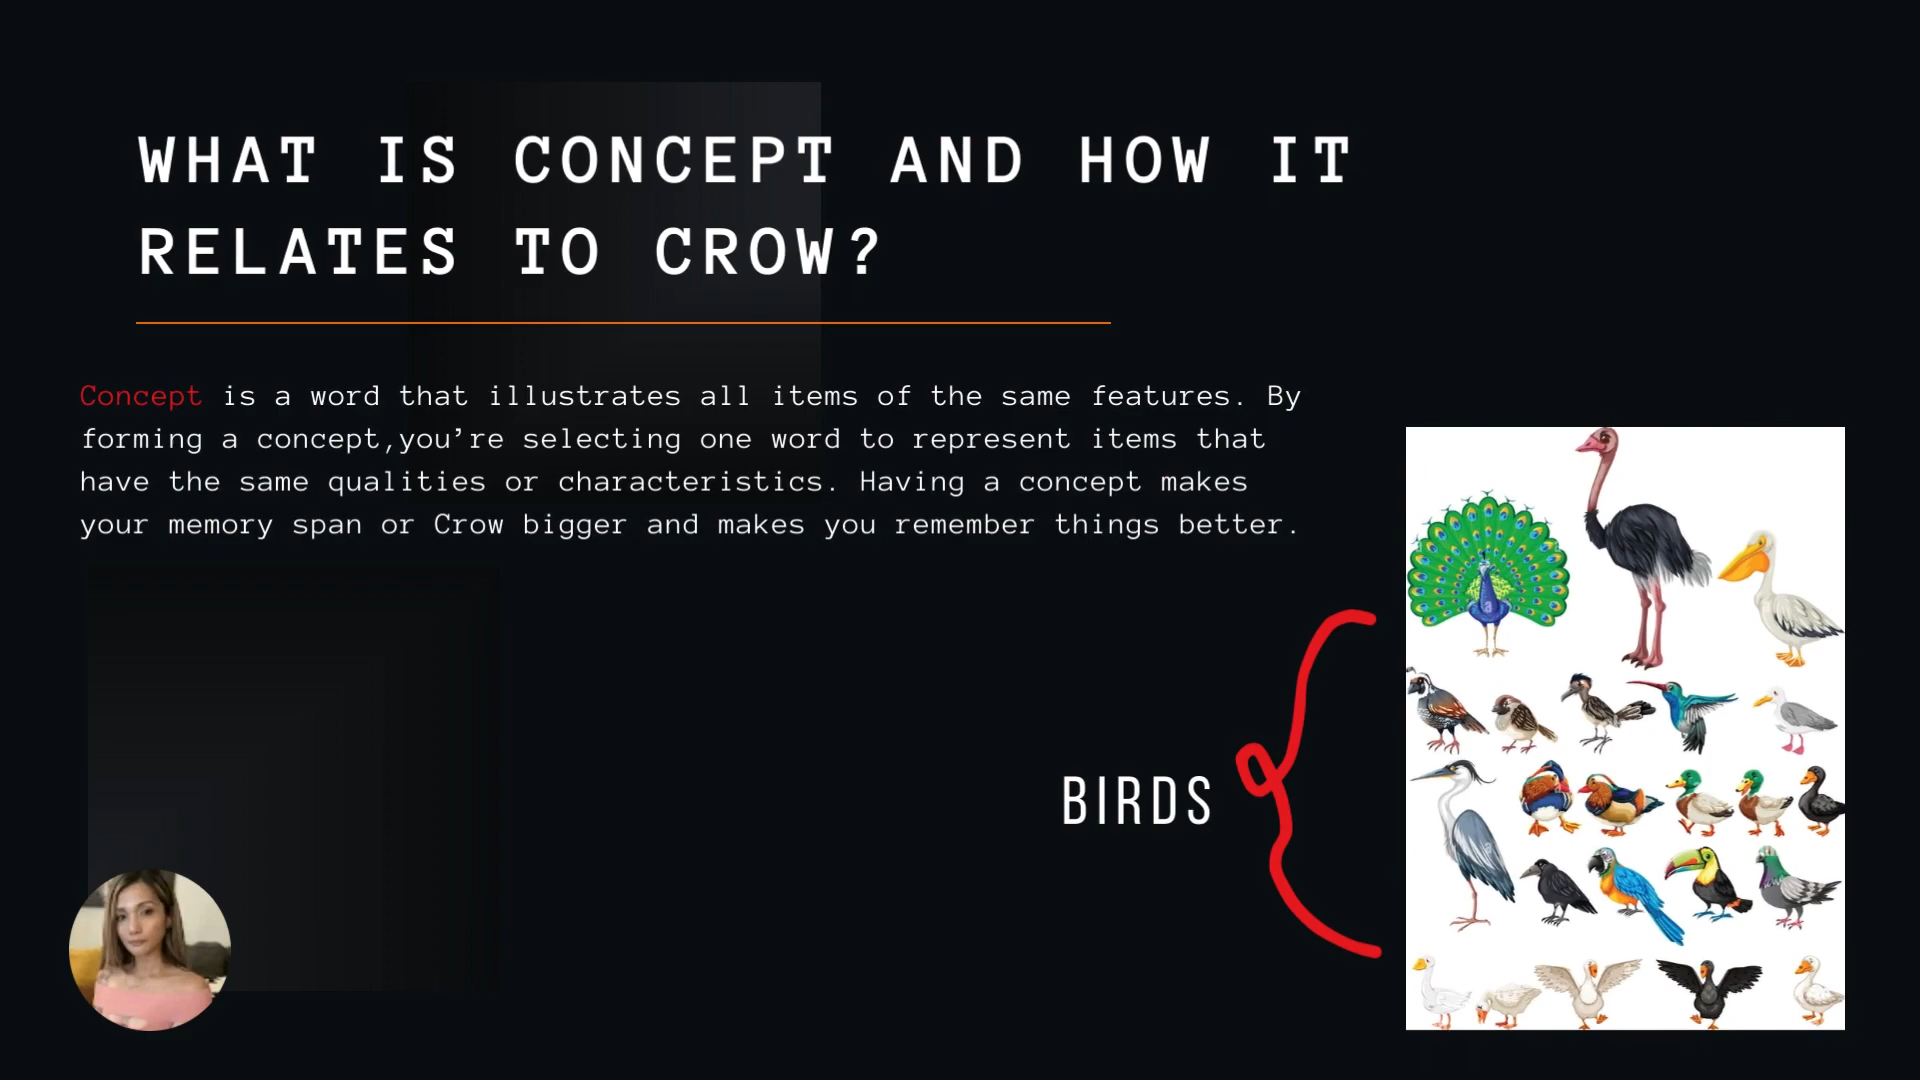 WHAT IS CONCEPT AND HOW IT
RELATES TO CROW?
Concept is a word that illustrates all items of the same features. By
forming a concept,you’re selecting one word to represent items that
have the same qualities or characteristics. Having a concept makes
your memory span or Crow bigger and makes you remember things better.
BIRDS